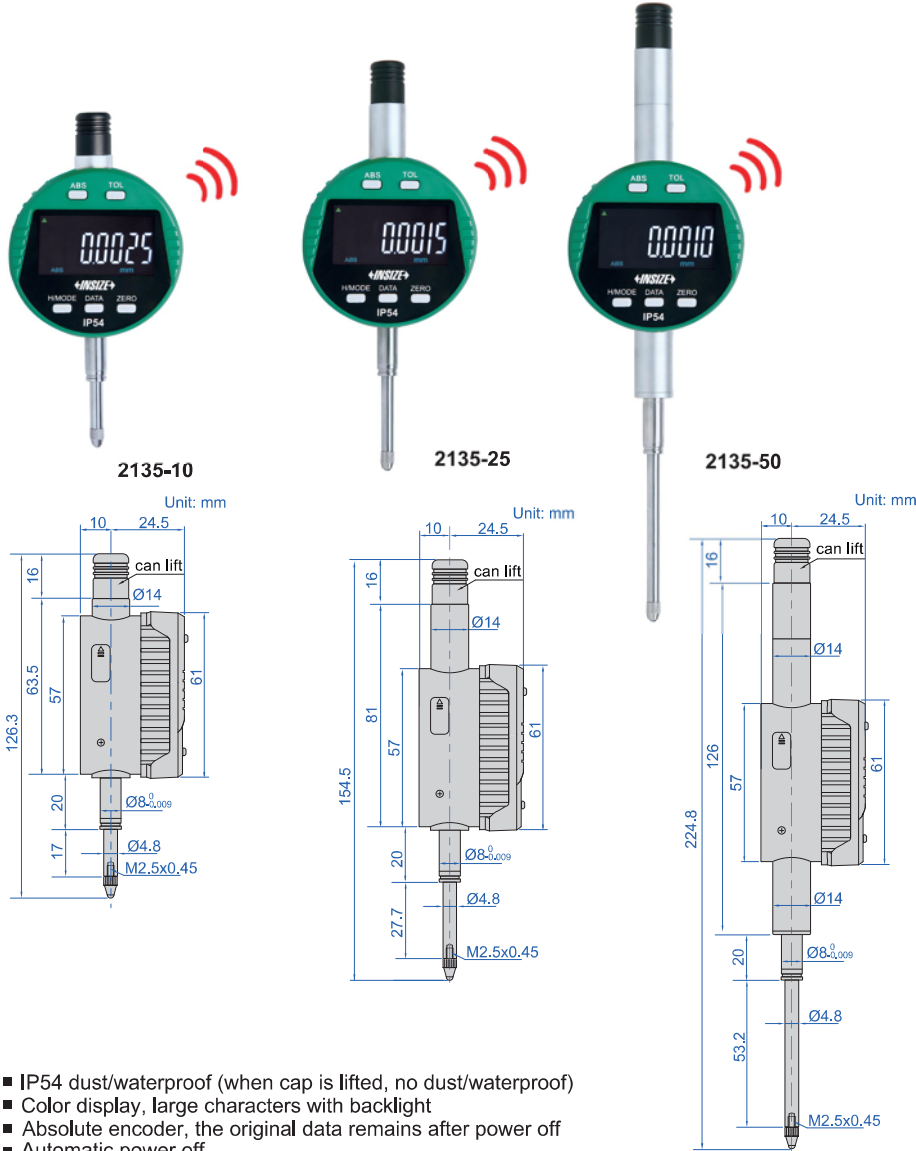 ABS TOL
0.0025
ABS mm
INSIZE
H/MODE DATA ZERO
IP54
ABS TOL
0.0015
ABS mm
INSIZE
H/MODE DATA ZERO
IP54
ABS TOL
0.0010
ABS mm
INSIZE
H/MODE DATA ZERO
IP54
2135-10
2135-25
2135-50
Unit: mm
10 24.5
16
can lift
Ø14
63.5
57
61
126.3
20
Ø8-0.009 0
17
Ø4.8
M2.5x0.45
Unit: mm
10 24.5
16
can lift
Ø14
81
57
61
154.5
20
Ø8-0.009 0
27.7
Ø4.8
M2.5x0.45
Unit: mm
10 24.5
16
can lift
Ø14
126
57
61
224.8
Ø14
20
Ø8-0.009 0
53.2
Ø4.8
M2.5x0.45
■ IP54 dust/waterproof (when cap is lifted, no dust/waterproof)
■ Color display, large characters with backlight
■ Absolute encoder, the original data remains after power off
■ Automatic power off